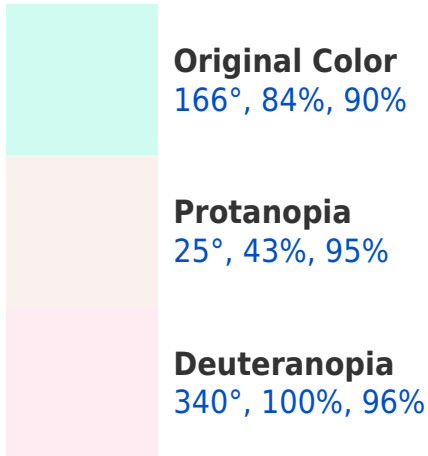 Original Color
166°, 84%, 90%
Protanopia
25°, 43%, 95%
Deuteranopia
340°, 100%, 96%